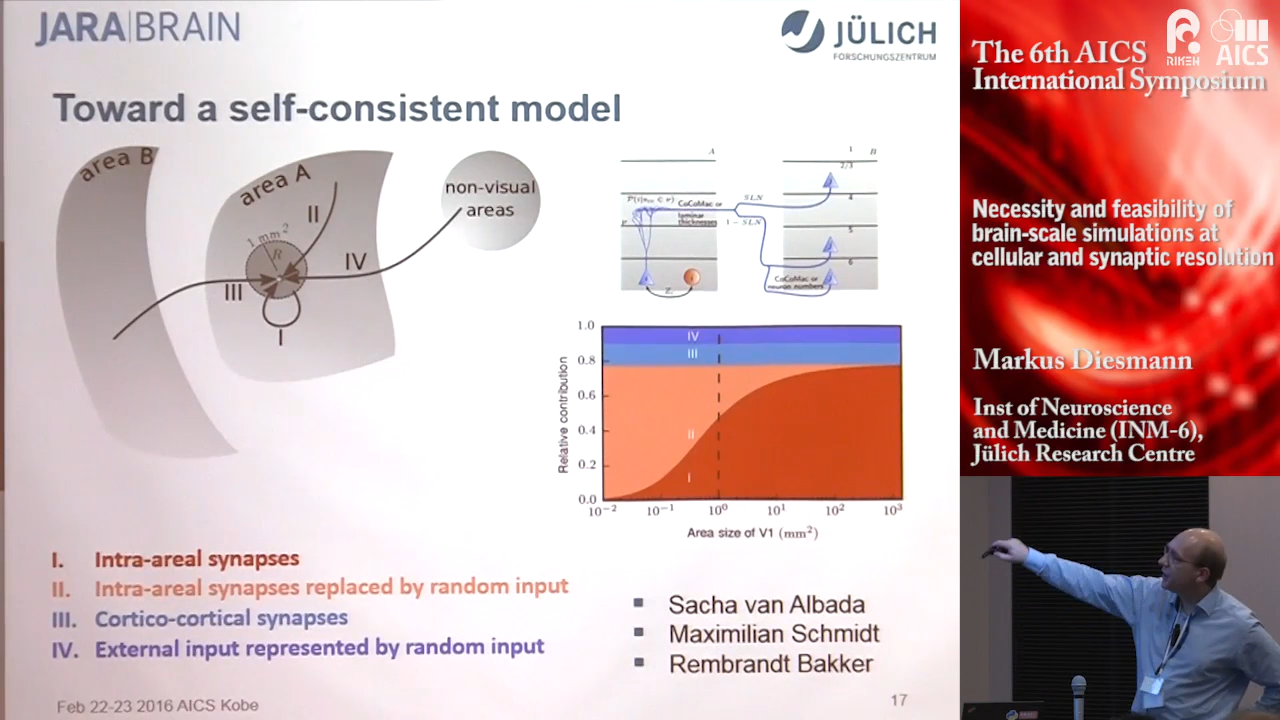 JARA|BRAIN
JÜLICH
FORSCHUNGSZENTRUM
Toward a self-consistent model
area B
area A
non-visual
areas
1 mm²
R
II
IV
III
I
A
B
1
2/3
4
5
6
CoCoMac or
laminar
thicknesses
SLN
1 - SLN
CoCoMac or
neuron numbers
Relative contribution
1.0
0.8
0.6
0.4
0.2
0.0
IV
III
II
I
10⁻² 10⁻¹ 10⁰ 10¹ 10² 10³
Area size of V1 (mm²)
I. Intra-areal synapses
II. Intra-areal synapses replaced by random input
III. Cortico-cortical synapses
IV. External input represented by random input
Sacha van Albada
Maximilian Schmidt
Rembrandt Bakker
Feb 22-23 2016 AICS Kobe
17
RIKEN
AICS
The 6th AICS
International Symposium
Necessity and feasibility of
brain-scale simulations at
cellular and synaptic resolution
Markus Diesmann
Inst of Neuroscience
and Medicine (INM-6),
Jülich Research Centre